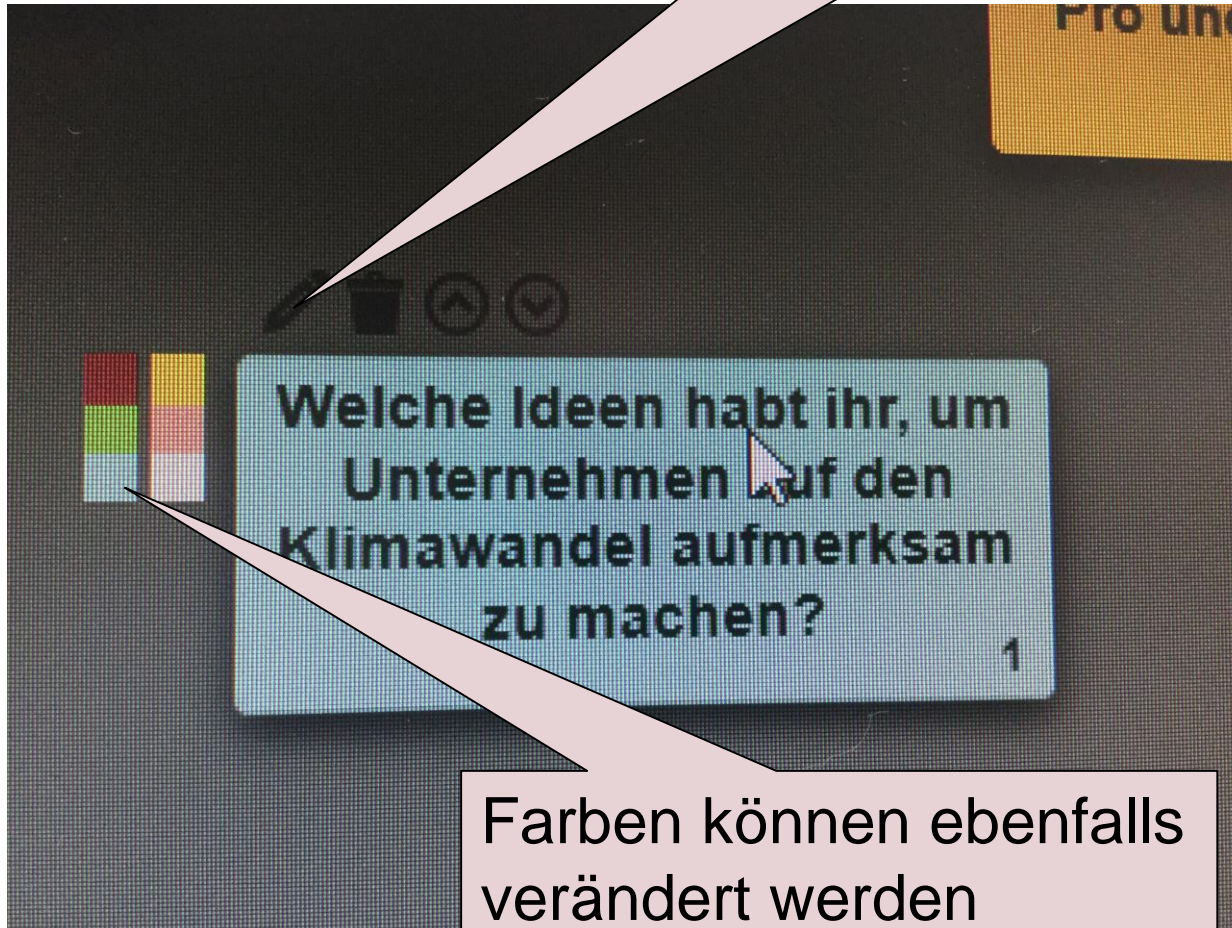 Pro und
Welche Ideen habt ihr, um
Unternehmen auf den
Klimawandel aufmerksam
zu machen?
1
Farben können ebenfalls
verändert werden